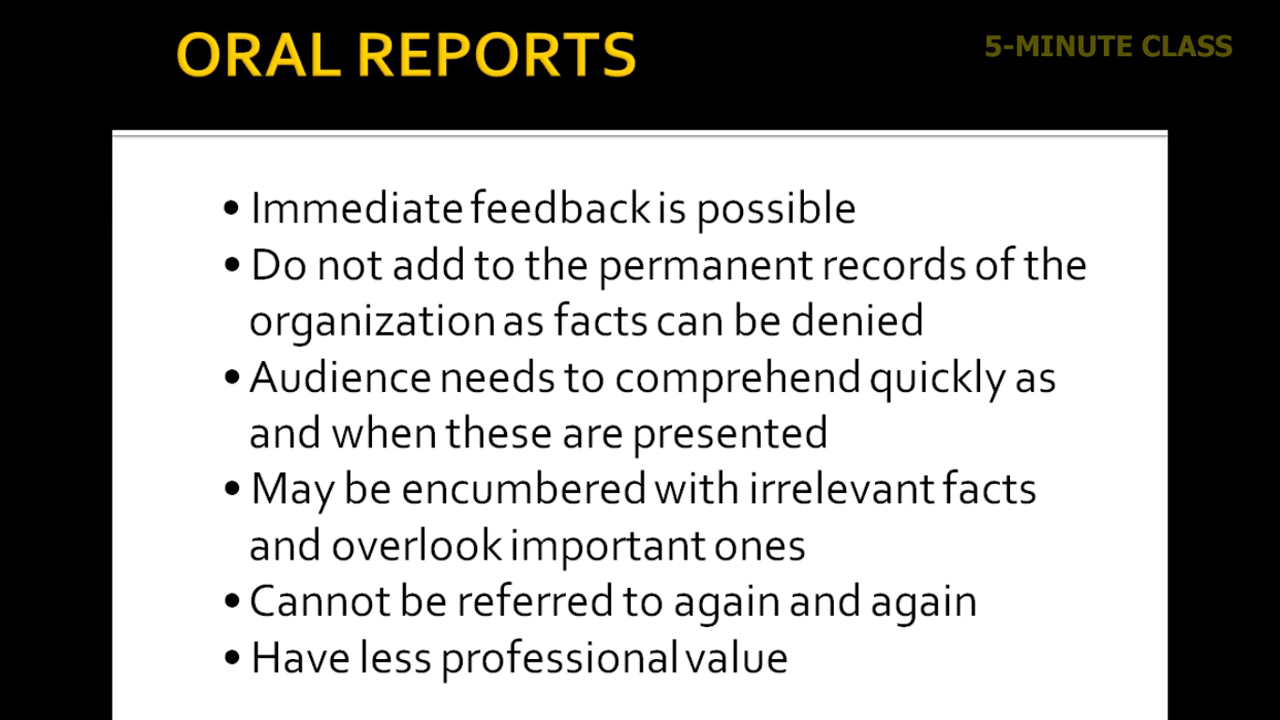 ORAL REPORTS
5-MINUTE CLASS
• Immediate feedback is possible
• Do not add to the permanent records of the
organization as facts can be denied
• Audience needs to comprehend quickly as
and when these are presented
• May be encumbered with irrelevant facts
and overlook important ones
• Cannot be referred to again and again
• Have less professional value